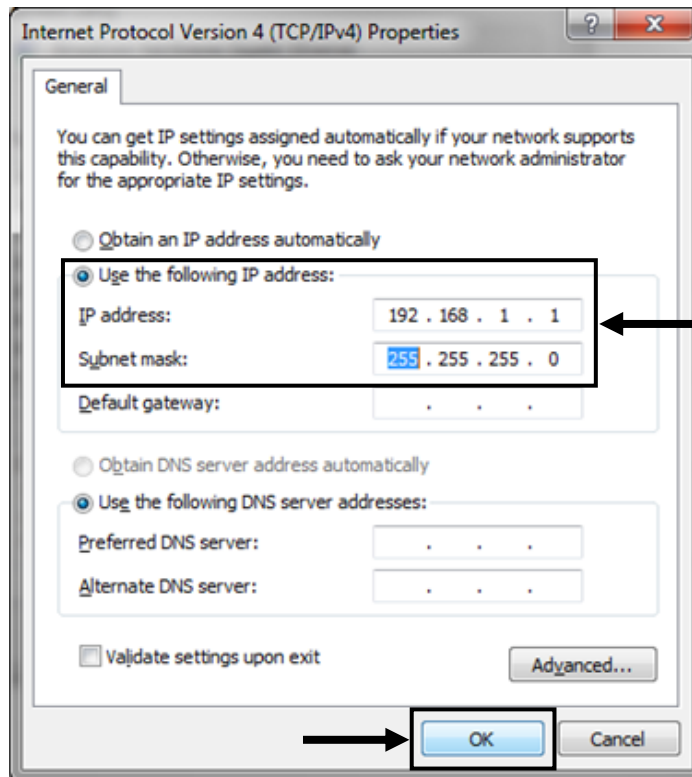 Internet Protocol Version 4 (TCP/IPv4) Properties
General
You can get IP settings assigned automatically if your network supports
this capability. Otherwise, you need to ask your network administrator
for the appropriate IP settings.
Obtain an IP address automatically
Use the following IP address:
IP address: 192 . 168 . 1 . 1
Subnet mask: 255 . 255 . 255 . 0
Default gateway: . . .
Obtain DNS server address automatically
Use the following DNS server addresses:
Preferred DNS server: . . .
Alternate DNS server: . . .
Validate settings upon exit
Advanced...
OK Cancel